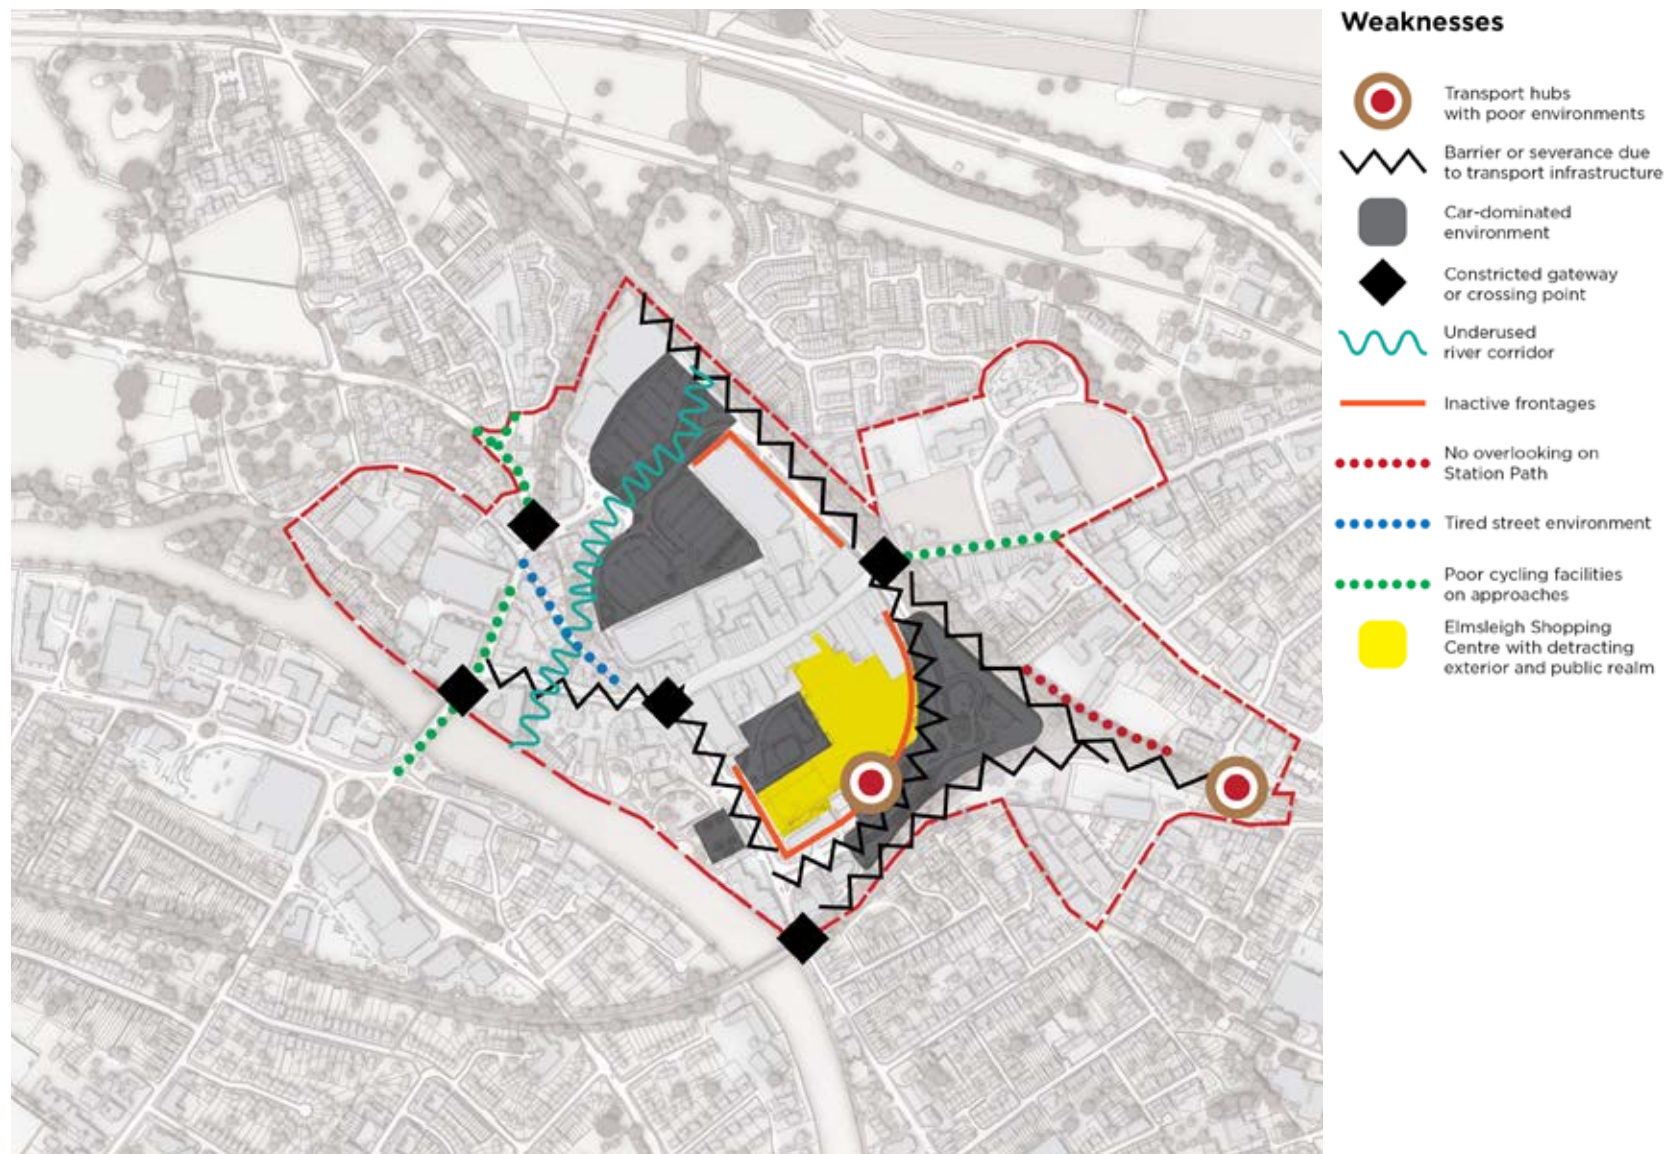 Weaknesses
Transport hubs
with poor environments
Barrier or severance due
to transport infrastructure
Car-dominated
environment
Constricted gateway
or crossing point
Underused
river corridor
Inactive frontages
No overlooking on
Station Path
Tired street environment
Poor cycling facilities
on approaches
Elmsleigh Shopping
Centre with detracting
exterior and public realm